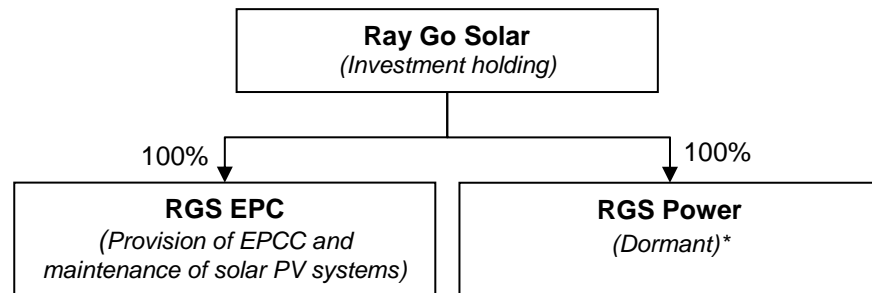 Ray Go Solar
(Investment holding)
100%
100%
RGS EPC
(Provision of EPCC and
maintenance of solar PV systems)
RGS Power
(Dormant)*